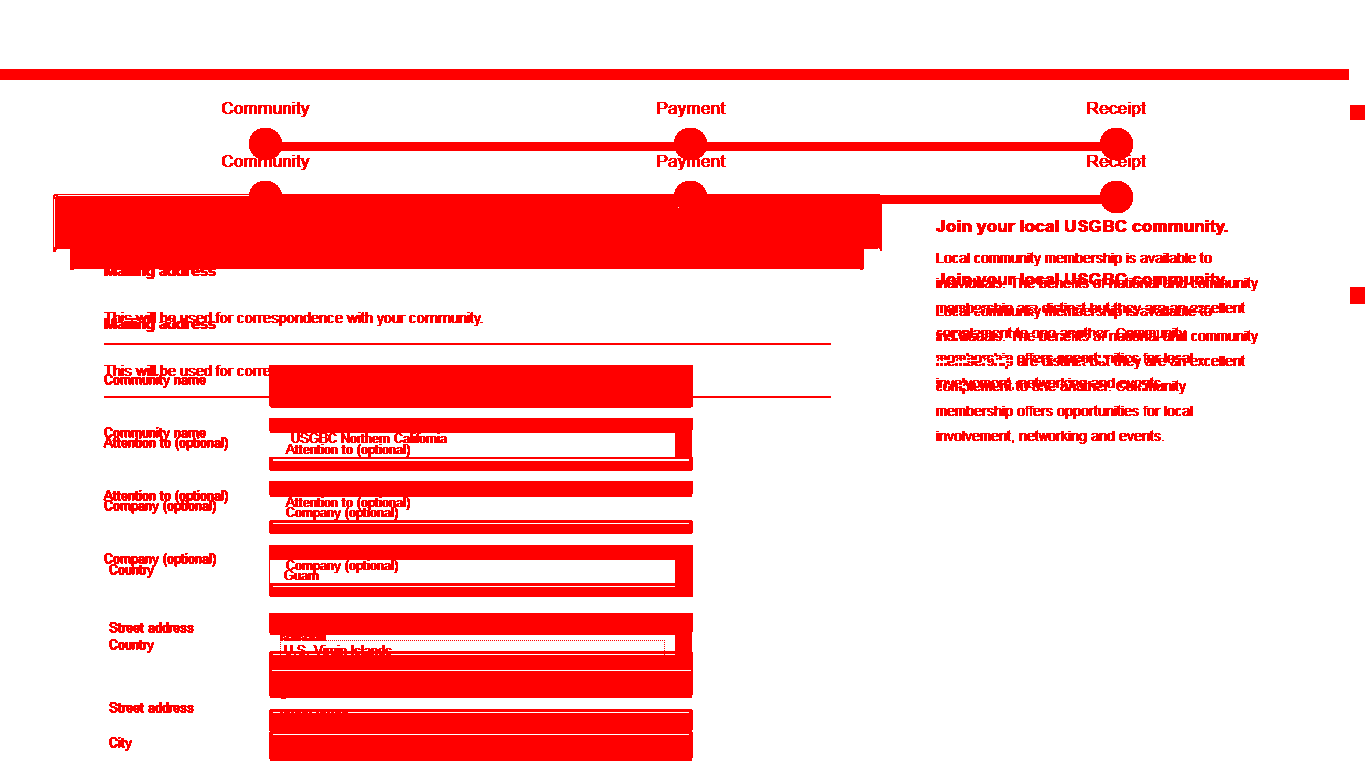 Community Payment Receipt
Community Payment Receipt
Join your local USGBC community.
Local community membership is available to
Mailing address
Join your local USGBC community.
individuals. The benefits of national and community
membership are distinct but they are an excellent
Local community membership is available to
This will be used for correspondence with your community.
Mailing address
complement to one another. Community
individuals. The benefits of national and community
membership offers opportunities for local
membership are distinct but they are an excellent
This will be used for corre
Community name
involvement, networking and events.
complement to one another. Community
membership offers opportunities for local
involvement, networking and events.
Community name
USGBC Northern California
Attention to (optional)
Attention to (optional)
Attention to (optional)
Attention to (optional)
Company (optional)
Company (optional)
Company (optional)
Company (optional)
Country
Guam
Street address
Country
U.S. Virgin Islands
Street address
City